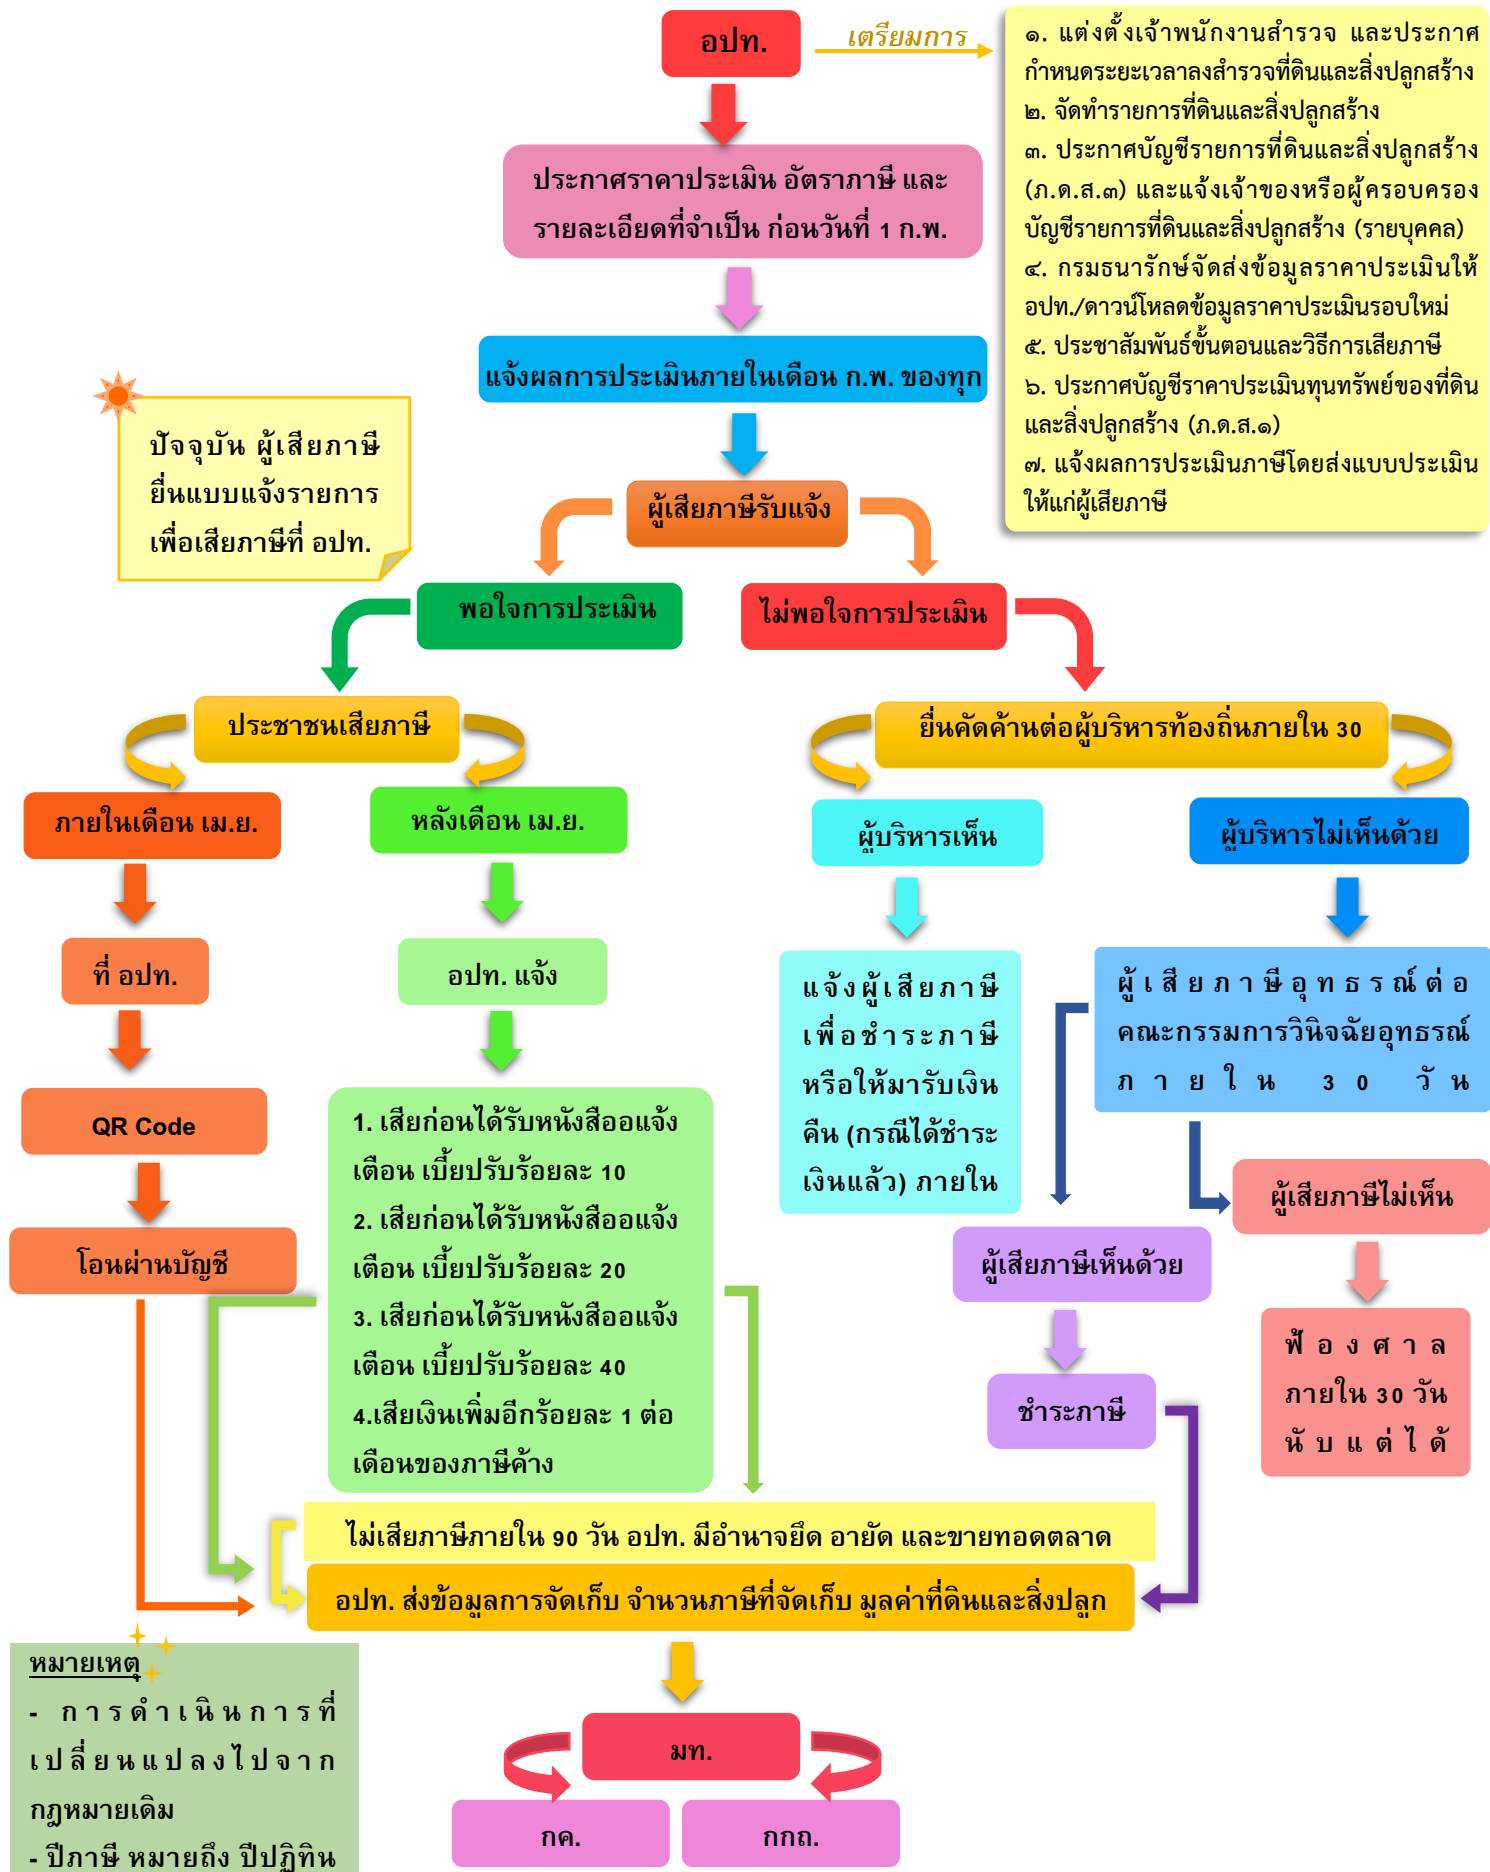 อปท.
เตรียมการ
๑. แต่งตั้งเจ้าพนักงานสำรวจ และประกาศ
กำหนดระยะเวลาลงสำรวจที่ดินและสิ่งปลูกสร้าง
๒. จัดทำรายการที่ดินและสิ่งปลูกสร้าง
๓. ประกาศบัญชีรายการที่ดินและสิ่งปลูกสร้าง
(ภ.ด.ส.๓) และแจ้งเจ้าของหรือผู้ครอบครอง
บัญชีรายการที่ดินและสิ่งปลูกสร้าง (รายบุคคล)
๔. กรมธนารักษ์จัดส่งข้อมูลราคาประเมินให้
อปท./ดาวน์โหลดข้อมูลราคาประเมินรอบใหม่
๕. ประชาสัมพันธ์ขั้นตอนและวิธีการเสียภาษี
๖. ประกาศบัญชีราคาประเมินทุนทรัพย์ของที่ดิน
และสิ่งปลูกสร้าง (ภ.ด.ส.๑)
๗. แจ้งผลการประเมินภาษีโดยส่งแบบประเมิน
ให้แก่ผู้เสียภาษี
ประกาศราคาประเมิน อัตราภาษี และ
รายละเอียดที่จำเป็น ก่อนวันที่ 1 ก.พ.
แจ้งผลการประเมินภายในเดือน ก.พ. ของทุก
ปัจจุบัน ผู้เสียภาษี
ยื่นแบบแจ้งรายการ
เพื่อเสียภาษีที่ อปท.
ผู้เสียภาษีรับแจ้ง
พอใจการประเมิน
ไม่พอใจการประเมิน
ประชาชนเสียภาษี
ยื่นคัดค้านต่อผู้บริหารท้องถิ่นภายใน 30
ภายในเดือน เม.ย.
หลังเดือน เม.ย.
ผู้บริหารเห็น
ผู้บริหารไม่เห็นด้วย
ที่ อปท.
อปท. แจ้ง
แจ้งผู้เสียภาษี
เพื่อชำระภาษี
หรือให้มารับเงิน
คืน (กรณีได้ชำระ
เงินแล้ว) ภายใน
ผู้เสียภาษีอุทธรณ์ต่อ
คณะกรรมการวินิจฉัยอุทธรณ์
ภายใน 30 วัน
QR Code
1. เสียก่อนได้รับหนังสืออแจ้ง
เตือน เบี้ยปรับร้อยละ 10
2. เสียก่อนได้รับหนังสืออแจ้ง
เตือน เบี้ยปรับร้อยละ 20
3. เสียก่อนได้รับหนังสืออแจ้ง
เตือน เบี้ยปรับร้อยละ 40
4.เสียเงินเพิ่มอีกร้อยละ 1 ต่อ
เดือนของภาษีค้าง
ผู้เสียภาษีไม่เห็น
โอนผ่านบัญชี
ผู้เสียภาษีเห็นด้วย
ฟ้องศาล
ภายใน 30 วัน
นับแต่ได้
ชำระภาษี
ไม่เสียภาษีภายใน 90 วัน อปท. มีอำนาจยึด อายัด และขายทอดตลาด
อปท. ส่งข้อมูลการจัดเก็บ จำนวนภาษีที่จัดเก็บ มูลค่าที่ดินและสิ่งปลูก
หมายเหตุ
- การดำเนินการที่
เปลี่ยนแปลงไปจาก
กฎหมายเดิม
- ปีภาษี หมายถึง ปีปฏิทิน
มท.
กค.
กกถ.